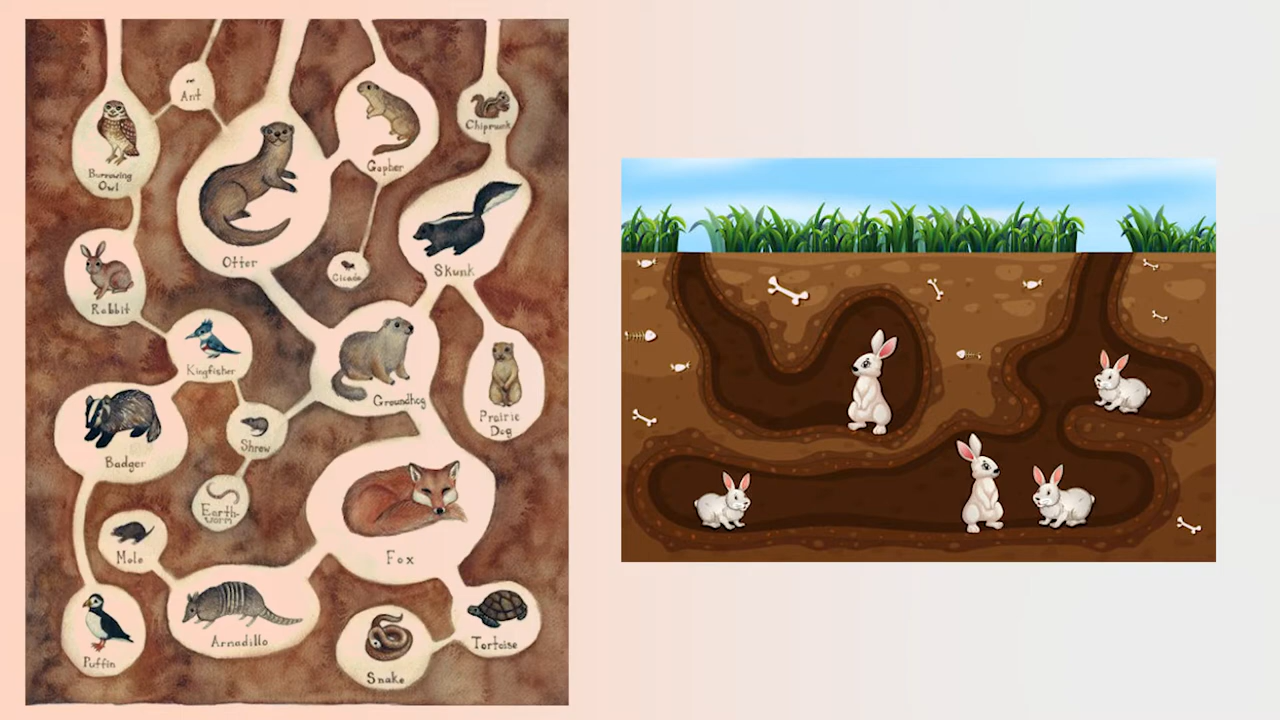 Ant
Chipmunk
Gopher
Burrowing
Owl
Otter
Skunk
Cicada
Rabbit
Kingfisher
Groundhog
Prairie
Dog
Shrew
Badger
Earth-
worm
Mole
Fox
Armadillo
Tortoise
Puffin
Snake